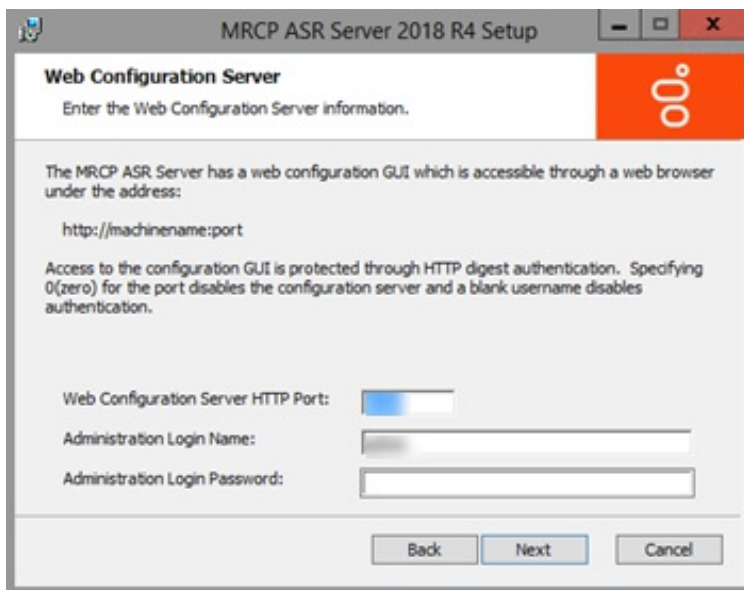 MRCP ASR Server 2018 R4 Setup
Web Configuration Server
Enter the Web Configuration Server information.
The MRCP ASR Server has a web configuration GUI which is accessible through a web browser
under the address:
http://machinename:port
Access to the configuration GUI is protected through HTTP digest authentication. Specifying
0(zero) for the port disables the configuration server and a blank username disables
authentication.
Web Configuration Server HTTP Port:
Administration Login Name:
Administration Login Password:
Back Next Cancel